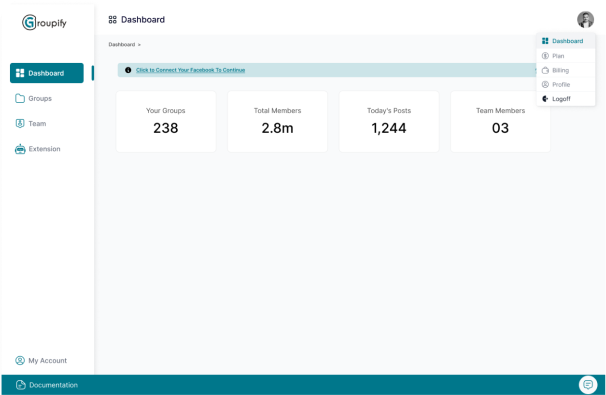 Groupify
Dashboard
Dashboard »
Dashboard
Plan
Billing
Profile
Logoff
Click to Connect Your Facebook To Continue
Dashboard
Groups
Team
Extension
Your Groups
238
Total Members
2.8m
Today's Posts
1,244
Team Members
03
My Account
Documentation